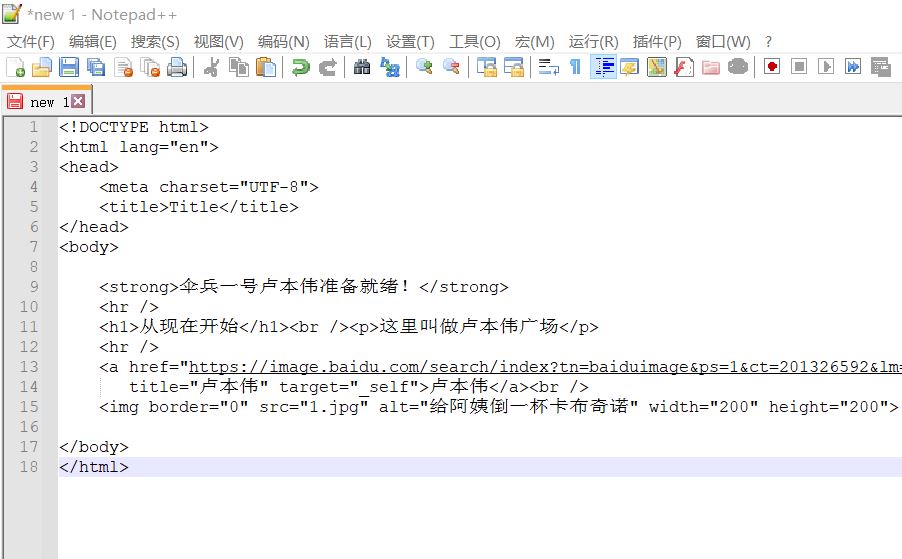 *new 1 - Notepad++
文件(F) 编辑(E) 搜索(S) 视图(V) 编码(N) 语言(L) 设置(T) 工具(O) 宏(M) 运行(R) 插件(P) 窗口(W) ?
new 1
1 <!DOCTYPE html>
2 <html lang="en">
3 <head>
4     <meta charset="UTF-8">
5     <title>Title</title>
6 </head>
7 <body>
8
9     <strong>伞兵一号卢本伟准备就绪！</strong>
10     <hr />
11     <h1>从现在开始</h1><br /><p>这里叫做卢本伟广场</p>
12     <hr />
13     <a href="https://image.baidu.com/search/index?tn=baiduimage&ps=1&ct=201326592&lm=
14        title="卢本伟" target="_self">卢本伟</a><br />
15     <img border="0" src="1.jpg" alt="给阿姨倒一杯卡布奇诺" width="200" height="200">
16
17 </body>
18 </html>